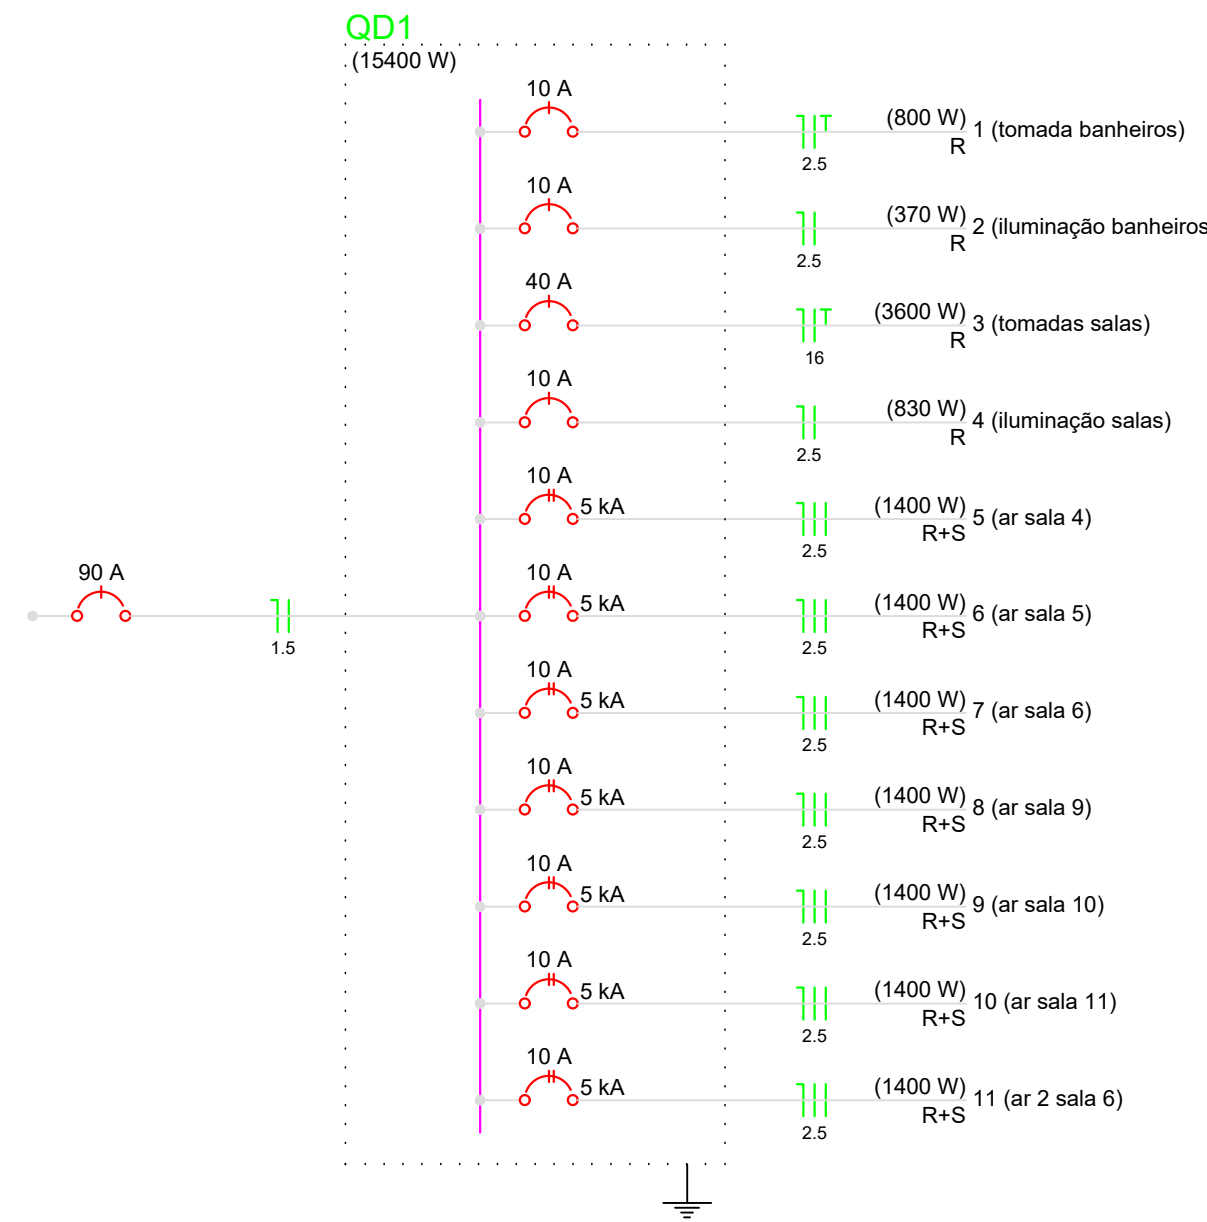 QD1
(15400 W)
10 A
(800 W)
R
1 (tomada banheiros)
2.5
10 A
(370 W)
R
2 (iluminação banheiros
2.5
40 A
(3600 W)
R
3 (tomadas salas)
16
10 A
(830 W)
R
4 (iluminação salas)
2.5
10 A
5 kA
(1400 W)
R+S
5 (ar sala 4)
2.5
90 A
1.5
10 A
5 kA
(1400 W)
R+S
6 (ar sala 5)
2.5
10 A
5 kA
(1400 W)
R+S
7 (ar sala 6)
2.5
10 A
5 kA
(1400 W)
R+S
8 (ar sala 9)
2.5
10 A
5 kA
(1400 W)
R+S
9 (ar sala 10)
2.5
10 A
5 kA
(1400 W)
R+S
10 (ar sala 11)
2.5
10 A
5 kA
(1400 W)
R+S
11 (ar 2 sala 6)
2.5